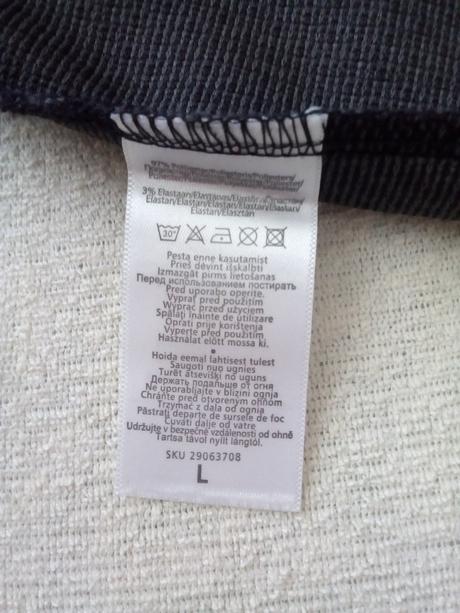 3% Elastaan/Elastāns/Elastanas/
Elastan/Elastan/Elastan/Elastan/Elastan/
Elastan/Elasztán
30°
Pesta enne kasutamist
Prieš dėvint išskalbti
Izmazgāt pirms lietošanas
Перед использованием постирать
Pred uporabo operite.
Vyprať pred použitím
Wyprać przed użyciem
Spălaţi înainte de utilizare
Oprati prije korištenja
Vyperte před použitím
Használat előtt mossa ki.
•
Hoida eemal lahtisest tulest
Saugoti nuo ugnies
Turēt atsevišķi no uguns
Держать подальше от огня
Ne uporabljajte v bližini ognja
Chráňte pred otvoreným ohňom
Trzymać z dala od ognia
Păstraţi departe de sursele de foc
Čuvati dalje od vatre
Udržujte v bezpečné vzdálenosti od ohně
Tartsa távol nyílt lángtól.
SKU 29063708
L